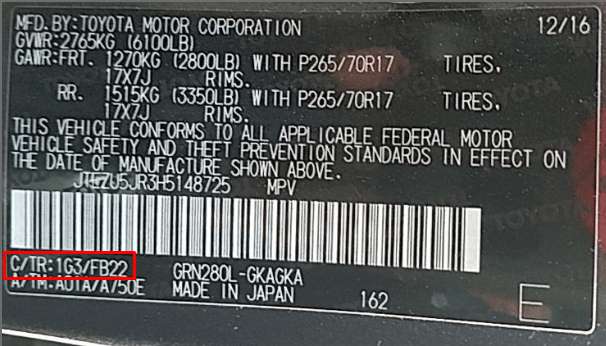 MFD.BY:TOYOTA MOTOR CORPORATION 12/16
GVWR:2765KG (6100LB)
GAWR:FRT. 1270KG (2800LB) WITH P265/70R17 TIRES,
17X7J RIMS.
RR. 1515KG (3350LB) WITH P265/70R17 TIRES,
17X7J RIMS.
THIS VEHICLE CONFORMS TO ALL APPLICABLE FEDERAL MOTOR
VEHICLE SAFETY AND THEFT PREVENTION STANDARDS IN EFFECT ON
THE DATE OF MANUFACTURE SHOWN ABOVE.
JTEZU5JR3H5148725 MPV
C/TR:1G3/FB22 GRN280L-GKAGKA
A/TM:A01A/A750E MADE IN JAPAN 162 E